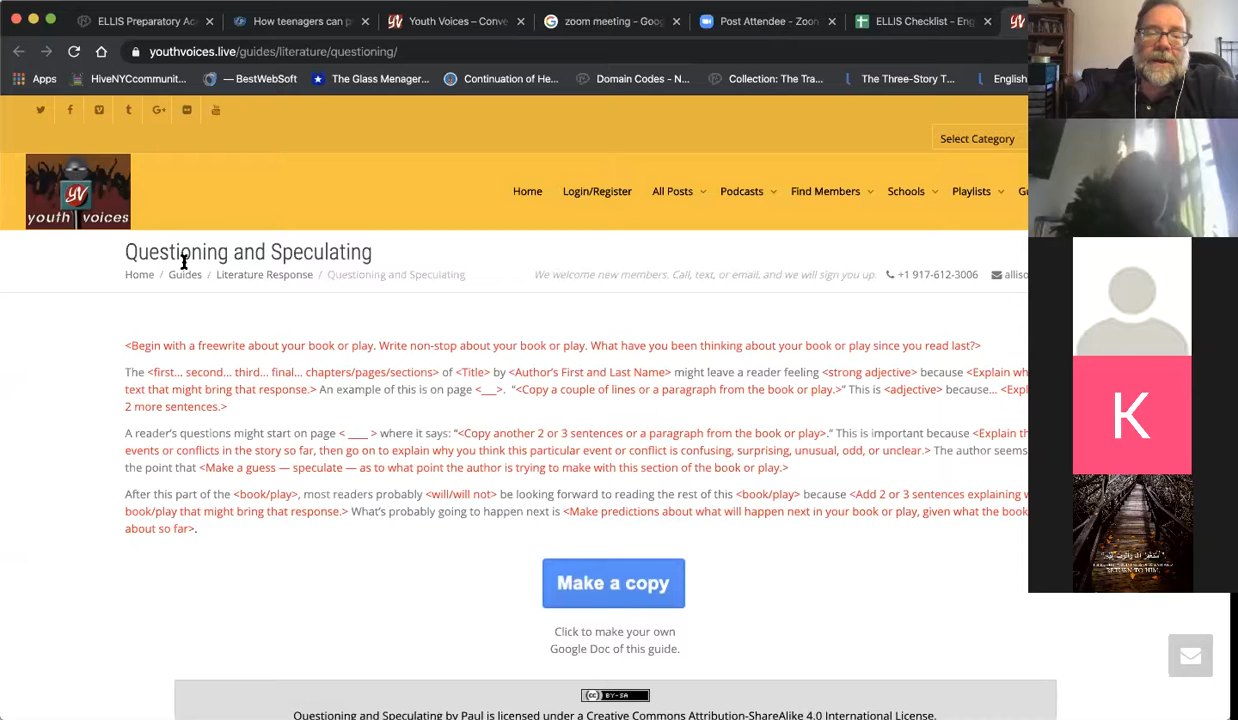 ELLIS Preparatory Ac
How teenagers can p
Youth Voices – Conve
zoom meeting - Goog
Post Attendee - Zoom
ELLIS Checklist - Eng
youthvoices.live/guides/literature/questioning/
Apps
HiveNYCcommunit...
— BestWebSoft
The Glass Menager...
Continuation of He...
Domain Codes - N...
Collection: The Tra...
The Three-Story T...
English
Select Category
youth voices
Home
Login/Register
All Posts
Podcasts
Find Members
Schools
Playlists
Gu
Questioning and Speculating
Home / Guides / Literature Response / Questioning and Speculating
We welcome new members. Call, text, or email, and we will sign you up.
+1 917-612-3006
alliso
<Begin with a freewrite about your book or play. Write non-stop about your book or play. What have you been thinking about your book or play since you read last?>
The <first... second... third... final... chapters/pages/sections> of <Title> by <Author's First and Last Name> might leave a reader feeling <strong adjective> because <Explain wh
text that might bring that response.> An example of this is on page <___>. "<Copy a couple of lines or a paragraph from the book or play.>" This is <adjective> because... <Exp
2 more sentences.>
A reader's questions might start on page < ____ > where it says: "<Copy another 2 or 3 sentences or a paragraph from the book or play>." This is important because <Explain th
events or conflicts in the story so far, then go on to explain why you think this particular event or conflict is confusing, surprising, unusual, odd, or unclear.> The author seems
the point that <Make a guess — speculate — as to what point the author is trying to make with this section of the book or play.>
After this part of the <book/play>, most readers probably <will/will not> be looking forward to reading the rest of this <book/play> because <Add 2 or 3 sentences explaining w
book/play that might bring that response.> What's probably going to happen next is <Make predictions about what will happen next in your book or play, given what the book
about so far>.
Make a copy
Click to make your own
Google Doc of this guide.
CC BY-SA
Questioning and Speculating by Paul is licensed under a Creative Commons Attribution-ShareAlike 4.0 International License.
K
RETURN TO HIM.